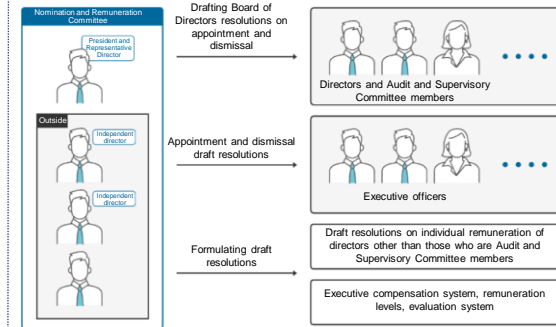 Nomination and Remuneration
Committee
President and
Representative
Director
Outside
Independent
director
Independent
director
Drafting Board of
Directors resolutions on
appointment and
dismissal
Directors and Audit and Supervisory
Committee members
Appointment and dismissal
draft resolutions
Executive officers
Formulating draft
resolutions
Draft resolutions on individual remuneration of
directors other than those who are Audit and
Supervisory Committee members
Executive compensation system, remuneration
levels, evaluation system